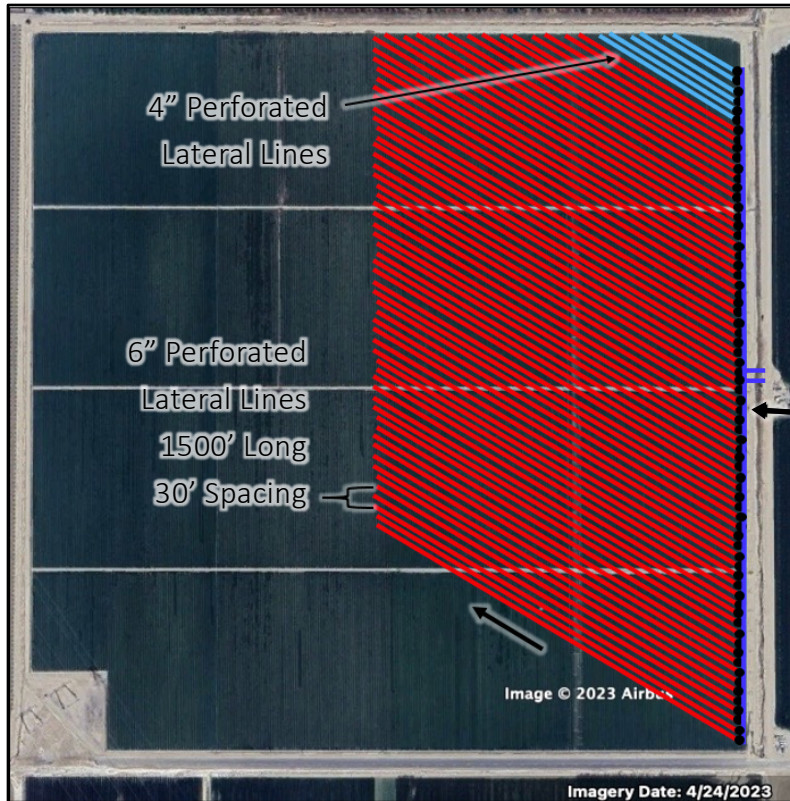 4” Perforated
Lateral Lines
6” Perforated
Lateral Lines
1500’ Long
30’ Spacing
Image © 2023 Airbus
Imagery Date: 4/24/2023